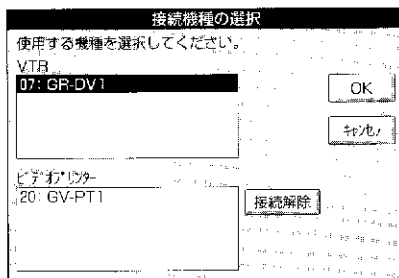 接続機種の選択
使用する機種を選択してください。
VTR
07: GR-DV1
OK
キャンセル
ビデオプリンター
20: GV-PT1
接続解除